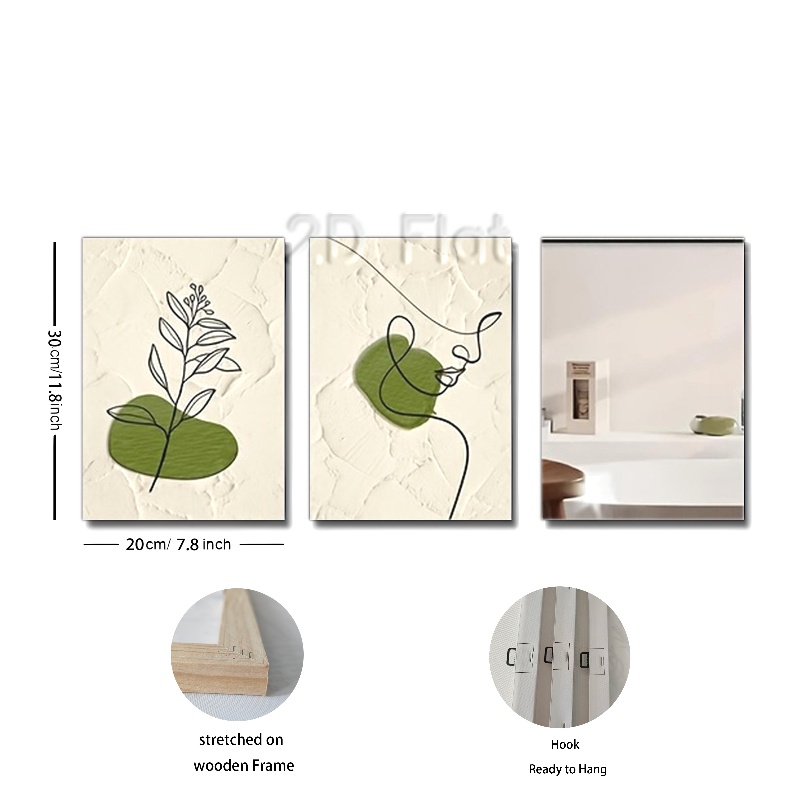 2D Flat
30cm/11.8inch
20cm/ 7.8 inch
stretched on
wooden Frame
Hook
Ready to Hang